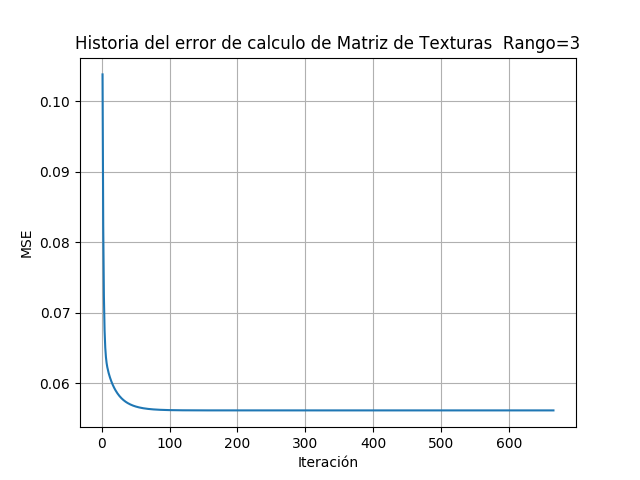 Historia del error de calculo de Matriz de Texturas  Rango=3
0.10
0.09
0.08
0.07
0.06
MSE
0 100 200 300 400 500 600
Iteración